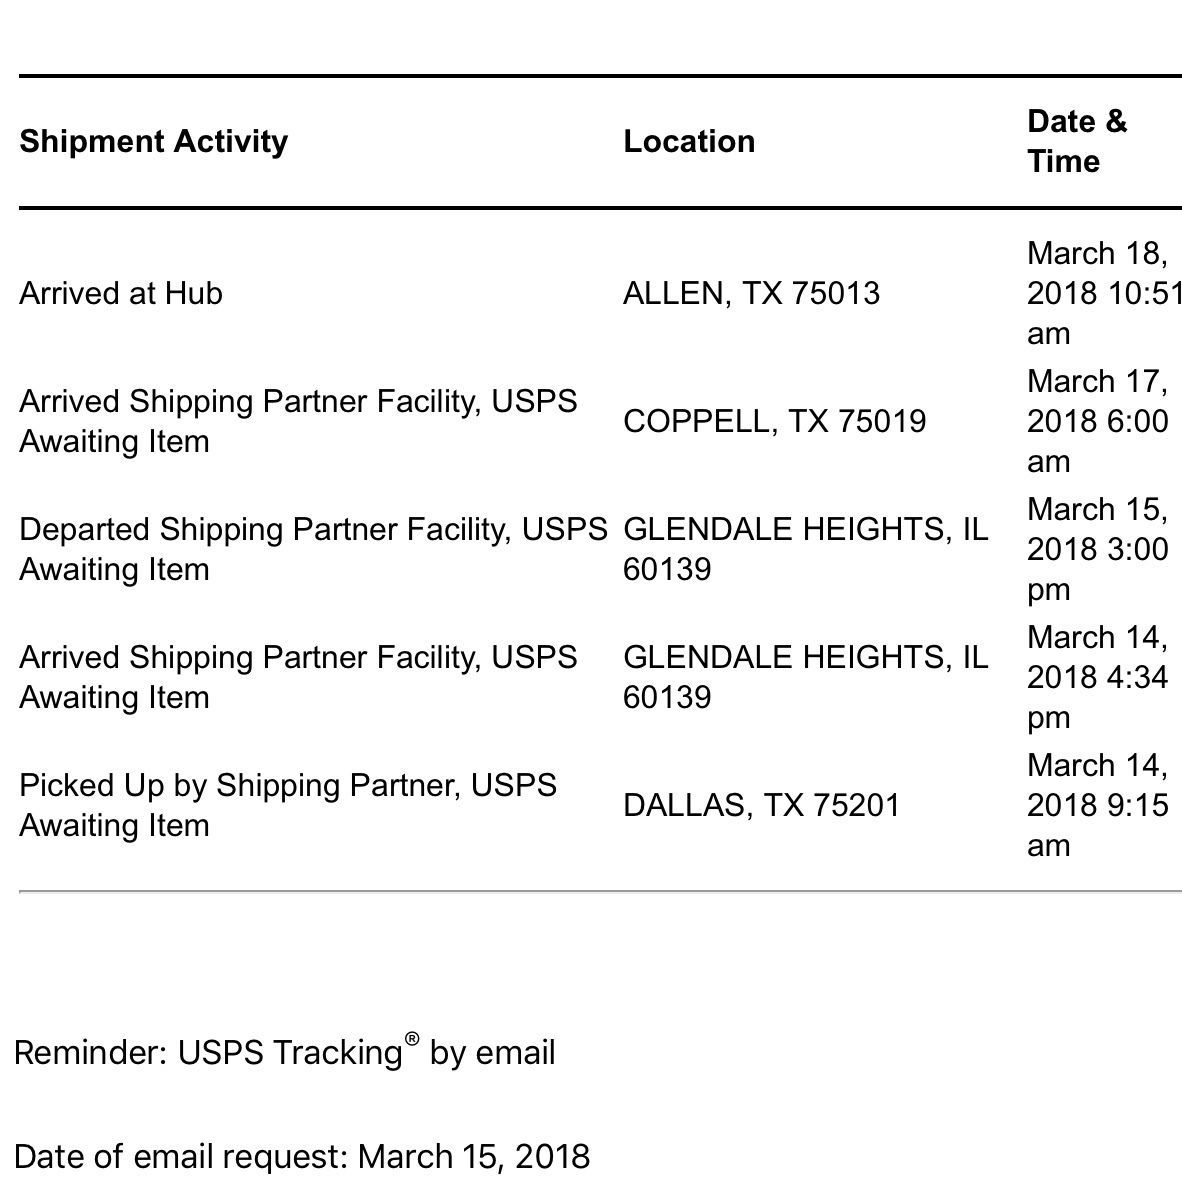 Shipment Activity Location Date &
Time
Arrived at Hub ALLEN, TX 75013 March 18,
2018 10:51
am
Arrived Shipping Partner Facility, USPS
Awaiting Item COPPELL, TX 75019 March 17,
2018 6:00
am
Departed Shipping Partner Facility, USPS
Awaiting Item GLENDALE HEIGHTS, IL
60139 March 15,
2018 3:00
pm
Arrived Shipping Partner Facility, USPS
Awaiting Item GLENDALE HEIGHTS, IL
60139 March 14,
2018 4:34
pm
Picked Up by Shipping Partner, USPS
Awaiting Item DALLAS, TX 75201 March 14,
2018 9:15
am
Reminder: USPS Tracking® by email
Date of email request: March 15, 2018